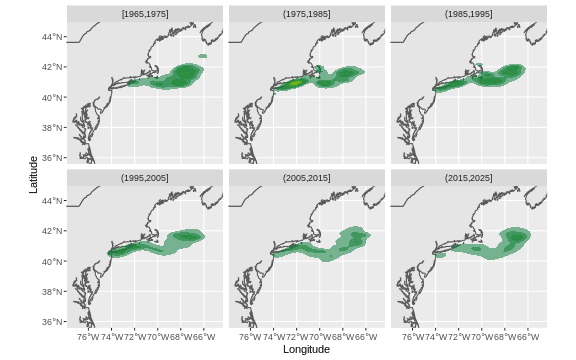 [1965,1975]
(1975,1985]
(1985,1995]
44°N
42°N
40°N
38°N
36°N
(1995,2005]
(2005,2015]
(2015,2025]
44°N
42°N
40°N
38°N
36°N
Latitude
76°W 74°W 72°W 70°W 68°W 66°W
76°W 74°W 72°W 70°W 68°W 66°W
76°W 74°W 72°W 70°W 68°W 66°W
Longitude